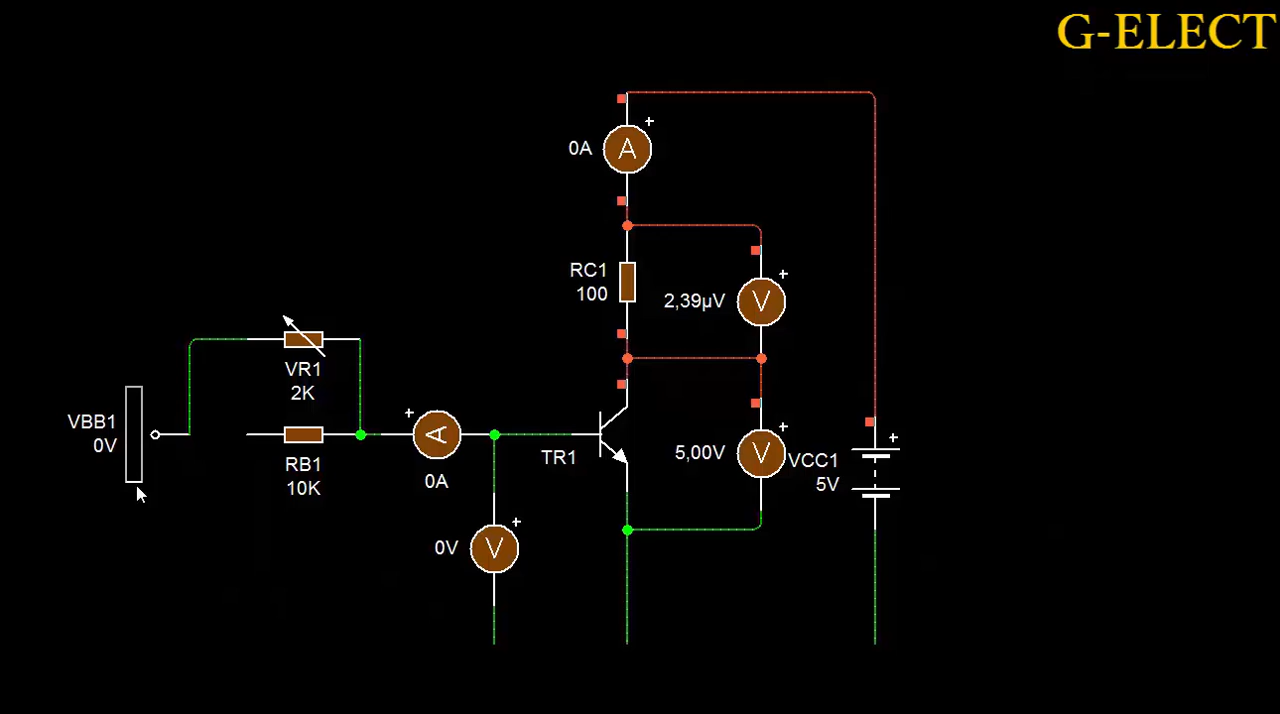 G-ELECT
+
0A
A
RC1
100
2,39µV
V
+
VR1
2K
VBB1
0V
RB1
10K
+
A
0A
TR1
5,00V
V
+
VCC1
5V
+
0V
V
+